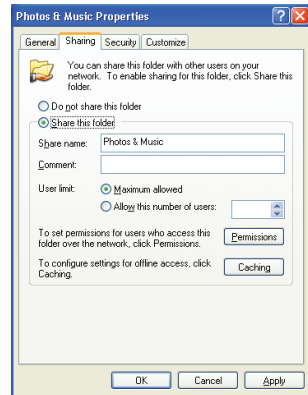 Photos & Music Properties
General Sharing Security Customize
You can share this folder with other users on your
network. To enable sharing for this folder, click Share this
folder.
Do not share this folder
Share this folder
Share name: Photos & Music
Comment:
User limit: Maximum allowed
Allow this number of users:
To set permissions for users who access this
folder over the network, click Permissions.
Permissions
To configure settings for offline access, click
Caching.
Caching
OK Cancel Apply